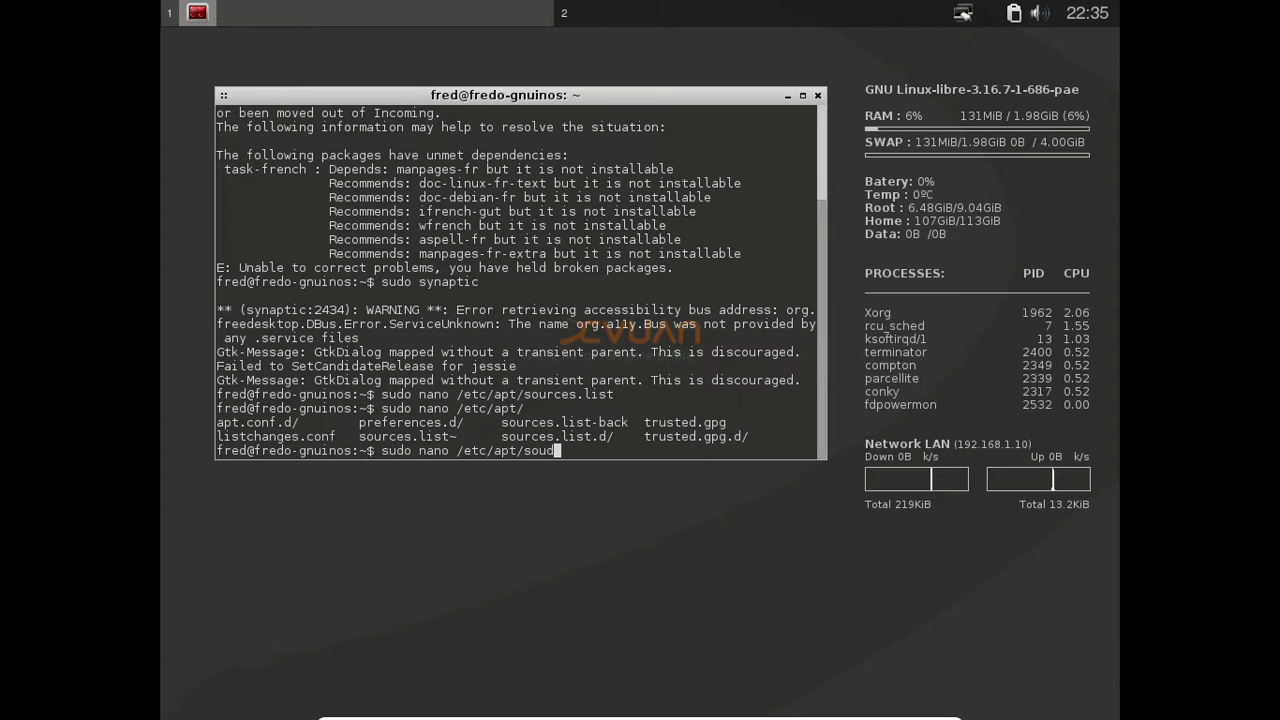 1
2
22:35
fred@fredo-gnuinos: ~
or been moved out of Incoming.
The following information may help to resolve the situation:
The following packages have unmet dependencies:
task-french : Depends: manpages-fr but it is not installable
Recommends: doc-linux-fr-text but it is not installable
Recommends: doc-debian-fr but it is not installable
Recommends: ifrench-gut but it is not installable
Recommends: wfrench but it is not installable
Recommends: aspell-fr but it is not installable
Recommends: manpages-fr-extra but it is not installable
E: Unable to correct problems, you have held broken packages.
fred@fredo-gnuinos:~$ sudo synaptic
** (synaptic:2434): WARNING **: Error retrieving accessibility bus address: org.
freedesktop.DBus.Error.ServiceUnknown: The name org.a11y.Bus was not provided by
any .service files
Gtk-Message: GtkDialog mapped without a transient parent. This is discouraged.
Failed to SetCandidateRelease for jessie
Gtk-Message: GtkDialog mapped without a transient parent. This is discouraged.
fred@fredo-gnuinos:~$ sudo nano /etc/apt/sources.list
fred@fredo-gnuinos:~$ sudo nano /etc/apt/
apt.conf.d/ preferences.d/ sources.list-back trusted.gpg
listchanges.conf sources.list~ sources.list.d/ trusted.gpg.d/
fred@fredo-gnuinos:~$ sudo nano /etc/apt/soud
GNU Linux-libre-3.16.7-1-686-pae
RAM : 6% 131MiB / 1.98GiB (6%)
SWAP : 131MiB/1.98GiB 0B / 4.00GiB
Batery: 0%
Temp : 0ºC
Root : 6.48GiB/9.04GiB
Home : 107GiB/113GiB
Data: 0B /0B
PROCESSES: PID CPU
Xorg 1962 2.06
rcu_sched 7 1.55
ksoftirqd/1 13 1.03
terminator 2400 0.52
compton 2349 0.52
parcellite 2339 0.52
conky 2317 0.52
fdpowermon 2532 0.00
Network LAN (192.168.1.10)
Down 0B k/s Up 0B k/s
Total 219KiB Total 13.2KiB